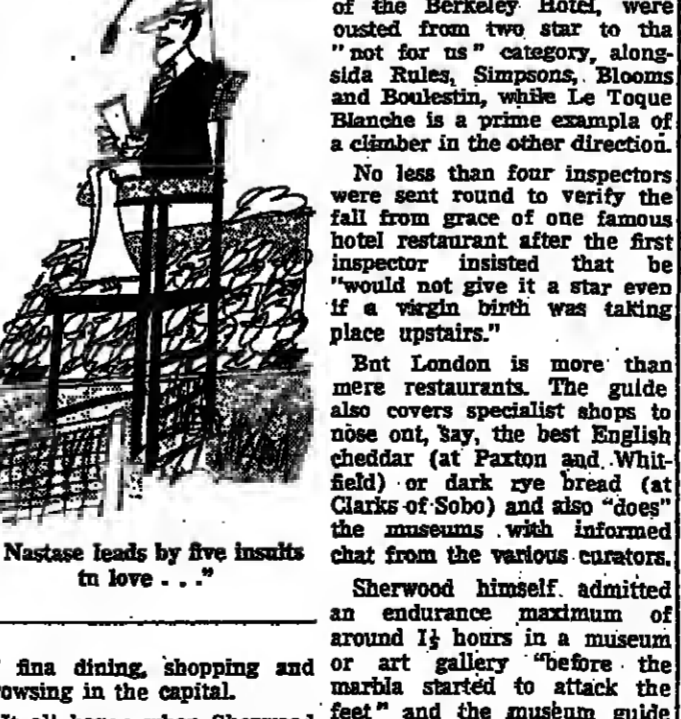 Nastase leads by five insults
tn love . . ."
fina dining, shopping and
owsing in the capital.
of the Berkeley Hotel, were
ousted from two star to tha
"not for us" category, along-
sida Rules, Simpsons, Blooms
and Boulestin, while Le Toque
Blanche is a prime exampla of
a climber in the other direction.
No less than four inspectors
were sent round to verify the
fall from grace of one famous
hotel restaurant after the first
inspector insisted that be
"would not give it a star even
if a virgin birth was taking
place upstairs."
Bnt London is more than
mere restaurants. The guide
also covers specialist shops to
nose ont, say, the best English
cheddar (at Paxton and Whit-
field) or dark rye bread (at
Clarks of Sobo) and also "does"
the museums with informed
chat from the various curators.
Sherwood himself admitted
an endurance maximum of
around 1½ hours in a museum
or art gallery "before the
marbla started to attack the
feet" and the museum guide